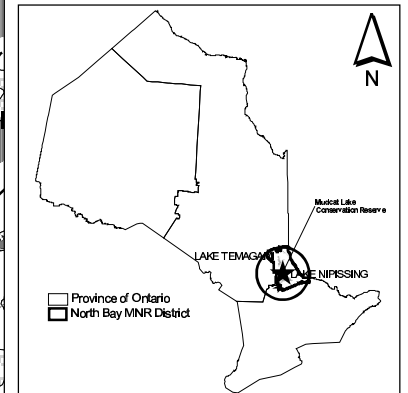 N
Mudcat Lake
Conservation Reserve
LAKE TEMAGAMI
LAKE NIPISSING
Province of Ontario
North Bay MNR District